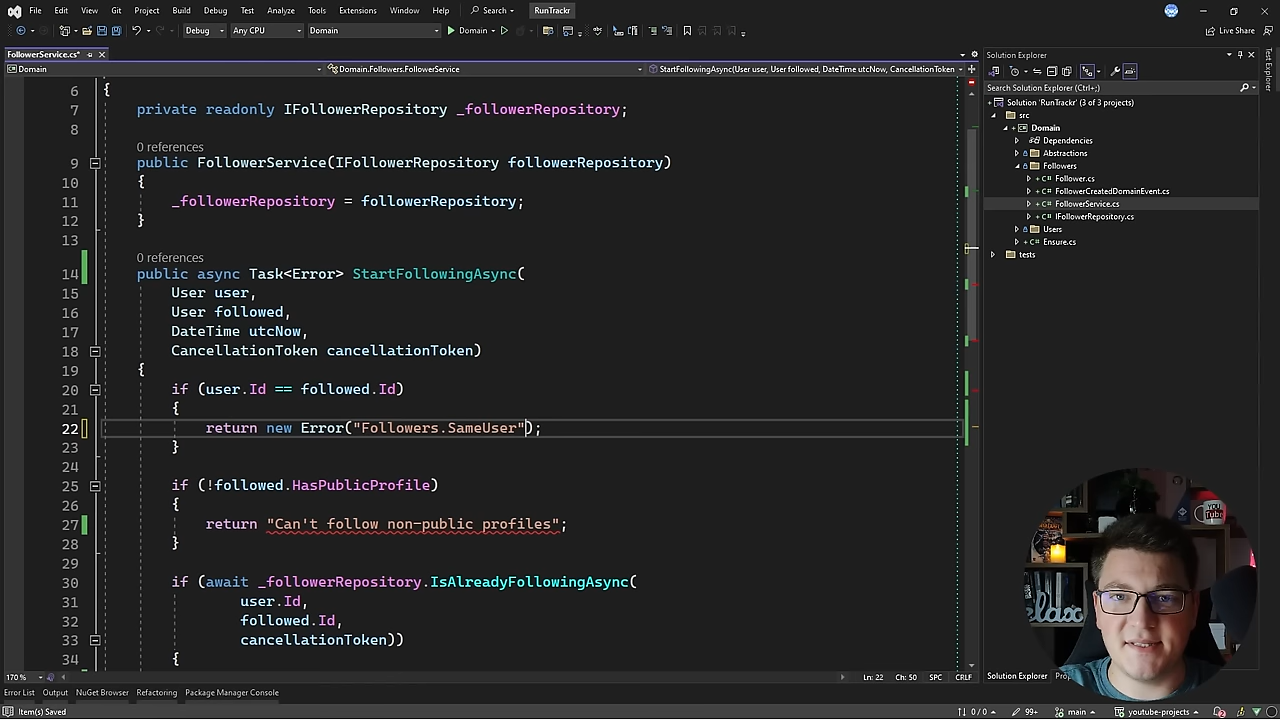 File Edit View Git Project Build Debug Test Analyze Tools Extensions Window Help Search RunTrackr
Debug Any CPU Domain Domain Live Share
FollowerService.cs*
Domain Domain.Followers.FollowerService StartFollowingAsync(User user, User followed, DateTime utcNow, CancellationToken
6 {
7 private readonly IFollowerRepository _followerRepository;
8
0 references
9 public FollowerService(IFollowerRepository followerRepository)
10 {
11 _followerRepository = followerRepository;
12 }
13
0 references
14 public async Task<Error> StartFollowingAsync(
15 User user,
16 User followed,
17 DateTime utcNow,
18 CancellationToken cancellationToken)
19 {
20 if (user.Id == followed.Id)
21 {
22 return new Error("Followers.SameUser");
23 }
24
25 if (!followed.HasPublicProfile)
26 {
27 return "Can't follow non-public profiles";
28 }
29
30 if (await _followerRepository.IsAlreadyFollowingAsync(
31 user.Id,
32 followed.Id,
33 cancellationToken))
34 {
170 % Ln: 22 Ch: 50 SPC CRLF
Error List Output NuGet Browser Refactoring Package Manager Console
Item(s) Saved 0 / 0 99+ main youtube-projects 2
Solution Explorer
Search Solution Explorer (Ctrl+;)
Solution 'RunTrackr' (3 of 3 projects)
src
Domain
Dependencies
Abstractions
Followers
C# Follower.cs
C# FollowerCreatedDomainEvent.cs
C# FollowerService.cs
C# IFollowerRepository.cs
Users
C# Ensure.cs
tests
Solution Explorer
Test Explorer
You Tube
relax